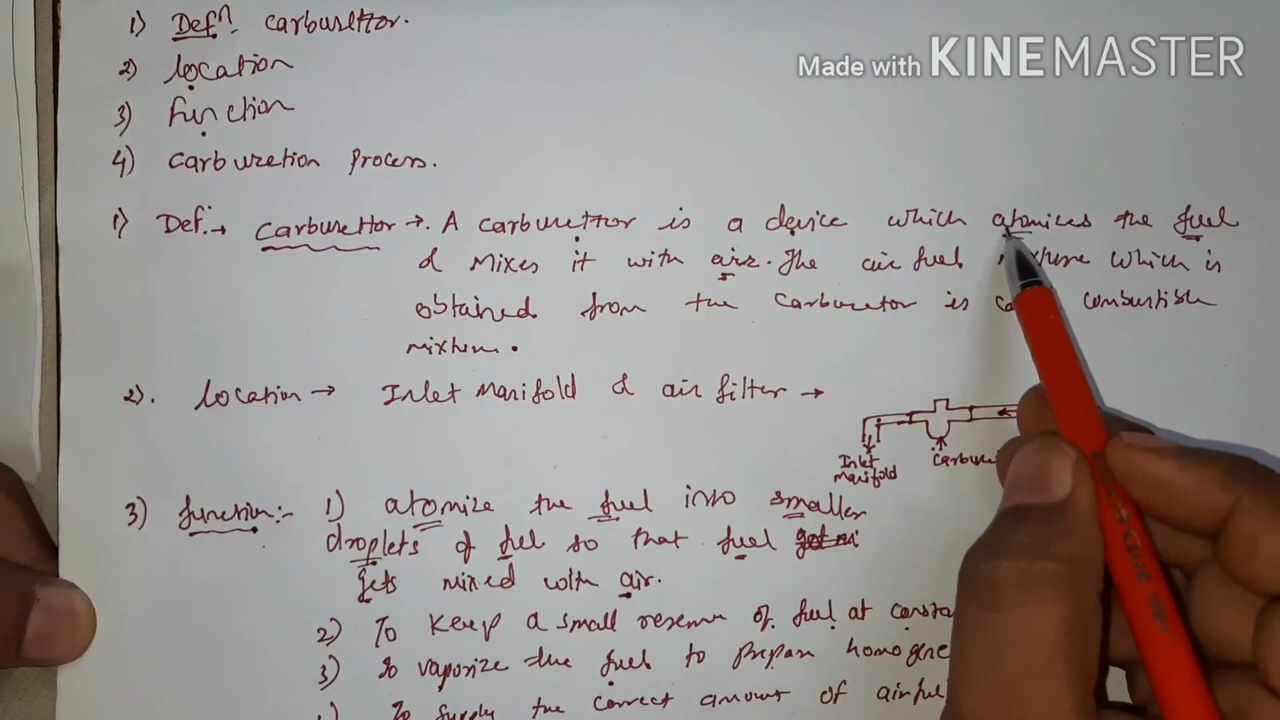 1) Defⁿ. carburettor.
Made with KINEMASTER
2) location
3) Function
4) carburetion process.
1) Def:→ Carburettor →. A carburettor is a device which atomizes the fuel
& mixes it with air. The air fuel which is
obtained from the carburetor is combustible
mixture.
2). location → Inlet Manifold & air filter →
Inlet
manifold
3) function:- 1) atomize the fuel into smaller
droplets of fuel so that fuel
gets mixed with air.
2) To keep a small reserve of fuel at
3) to vaporize the fuel to prepare
To supply the correct amount of